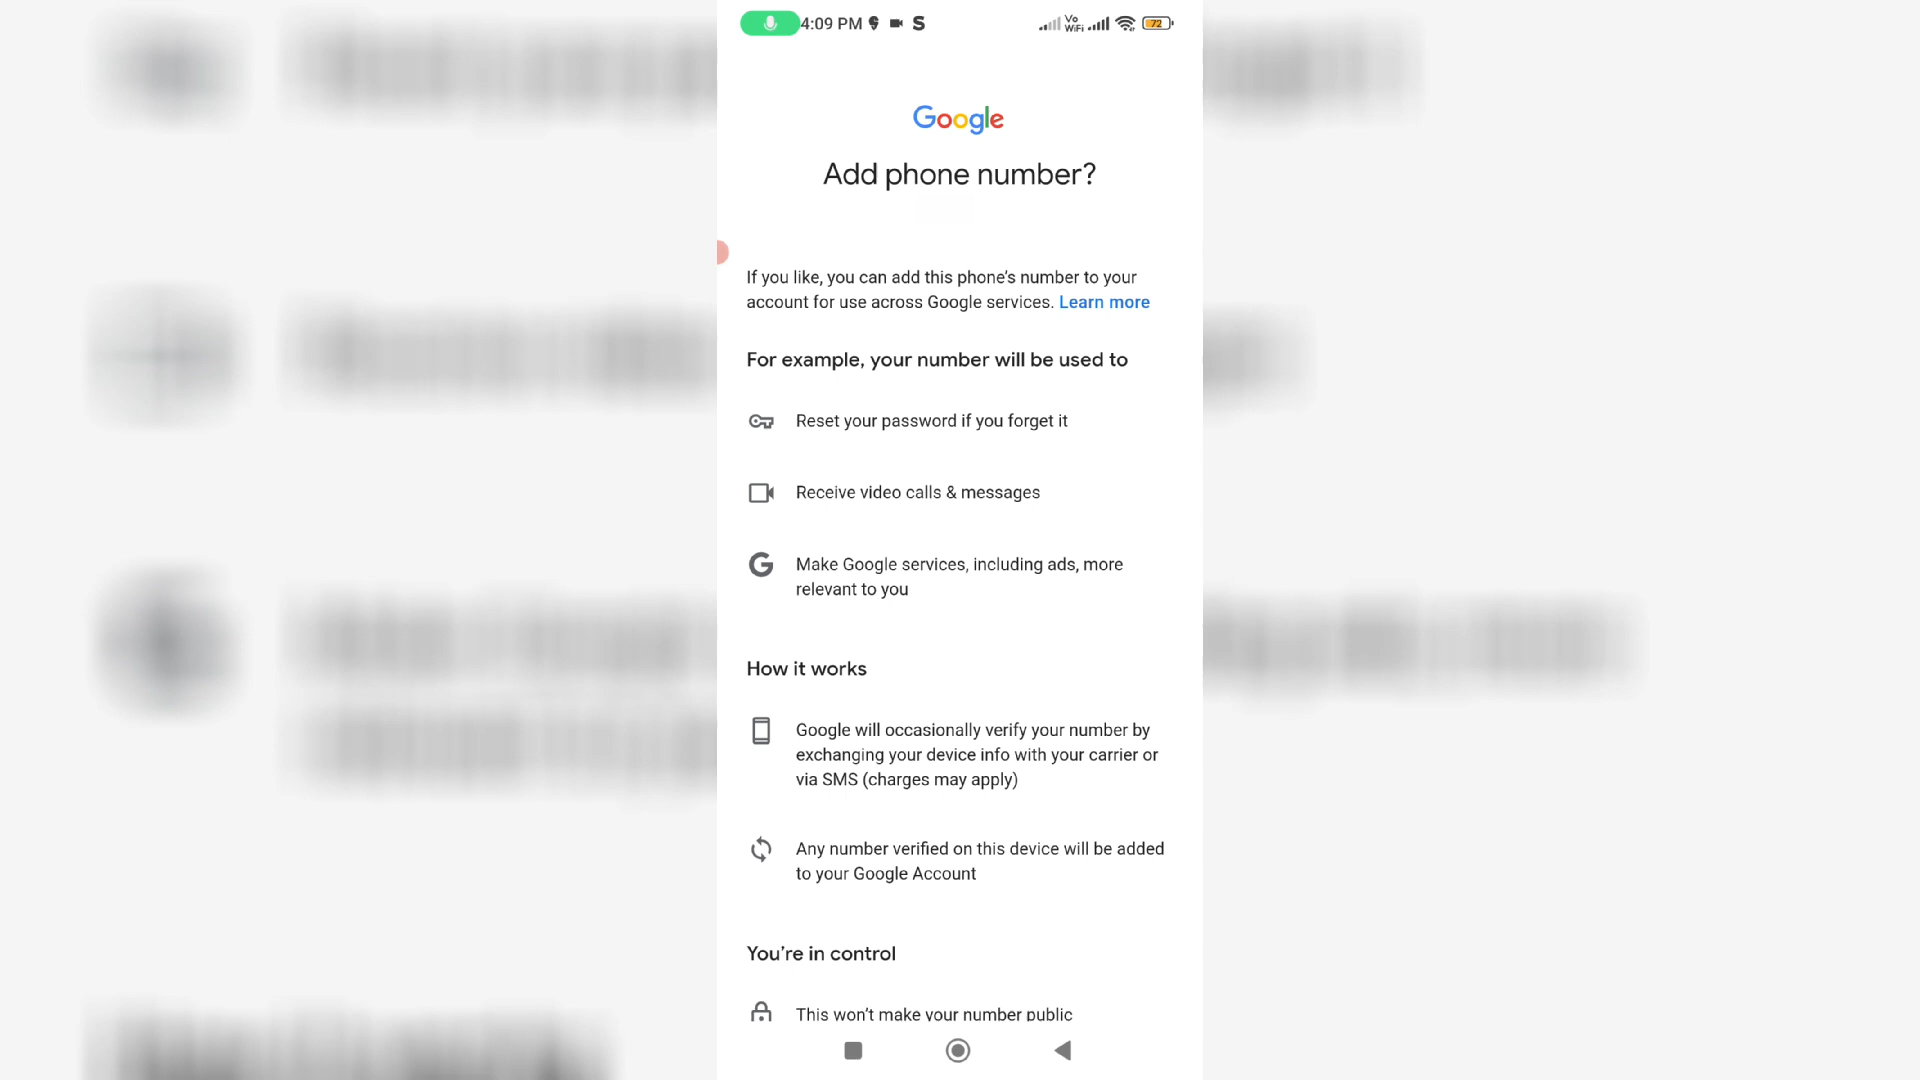 4:09 PM S Vo WiFi 72
Google
Add phone number?
If you like, you can add this phone's number to your
account for use across Google services. Learn more
For example, your number will be used to
Reset your password if you forget it
Receive video calls & messages
G Make Google services, including ads, more
relevant to you
How it works
Google will occasionally verify your number by
exchanging your device info with your carrier or
via SMS (charges may apply)
Any number verified on this device will be added
to your Google Account
You're in control
This won't make your number public